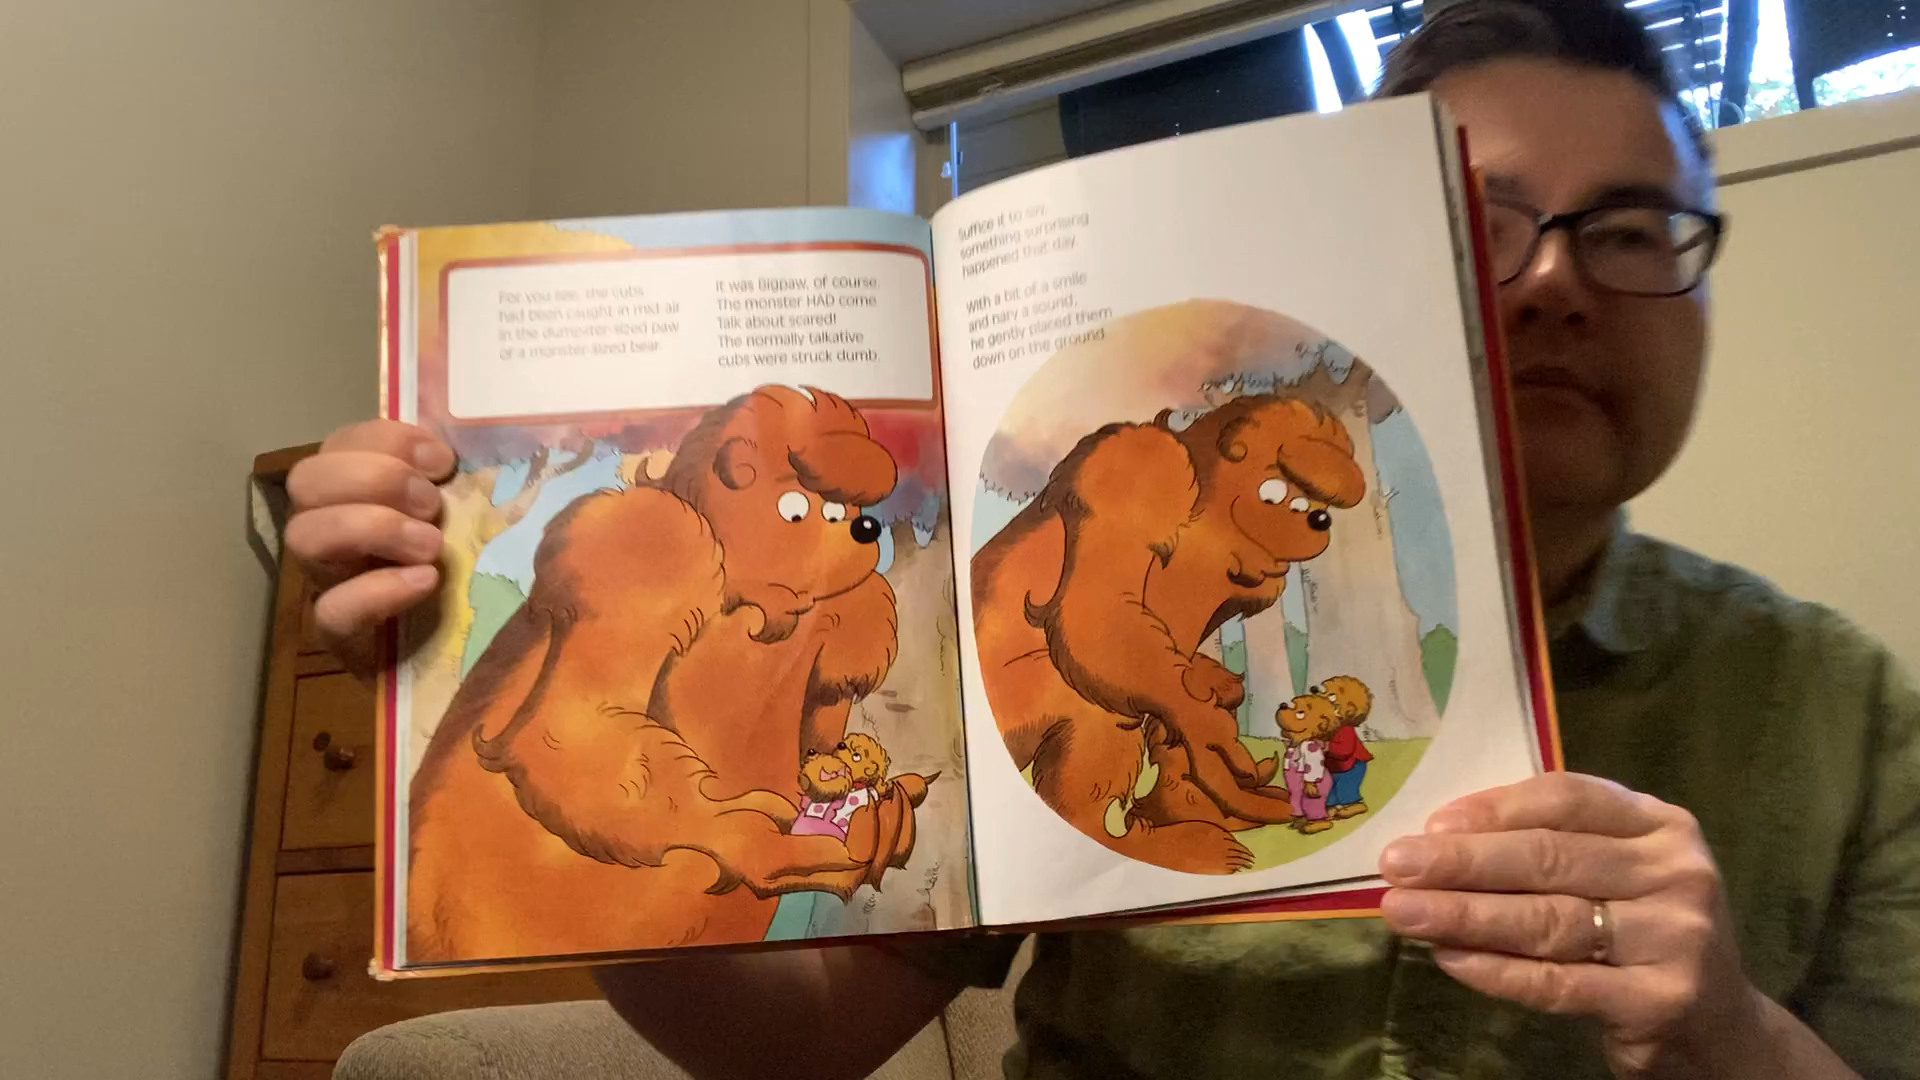 For you see, the cubs
had been caught in mid-air
in the dumpster-sized paw
of a monster-sized bear.
It was Bigpaw, of course.
The monster HAD come.
Talk about scared!
The normally talkative
cubs were struck dumb.
Suffice it to say,
something surprising
happened that day.
With a bit of a smile
and nary a sound,
he gently placed them
down on the ground.